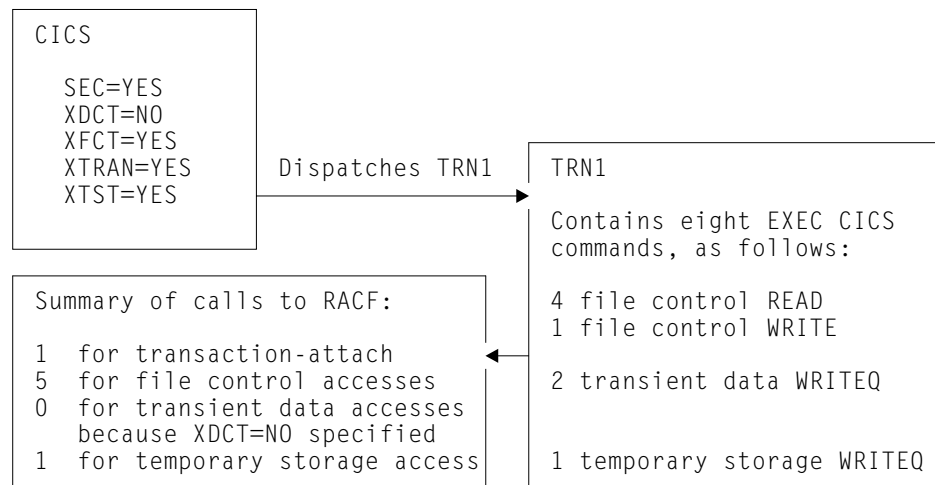 CICS
SEC=YES
XDCT=NO
XFCT=YES
XTRAN=YES
XTST=YES
Dispatches TRN1
TRN1
Contains eight EXEC CICS
commands, as follows:
4 file control READ
1 file control WRITE
2 transient data WRITEQ
1 temporary storage WRITEQ
Summary of calls to RACF:
1 for transaction-attach
5 for file control accesses
0 for transient data accesses
because XDCT=NO specified
1 for temporary storage access